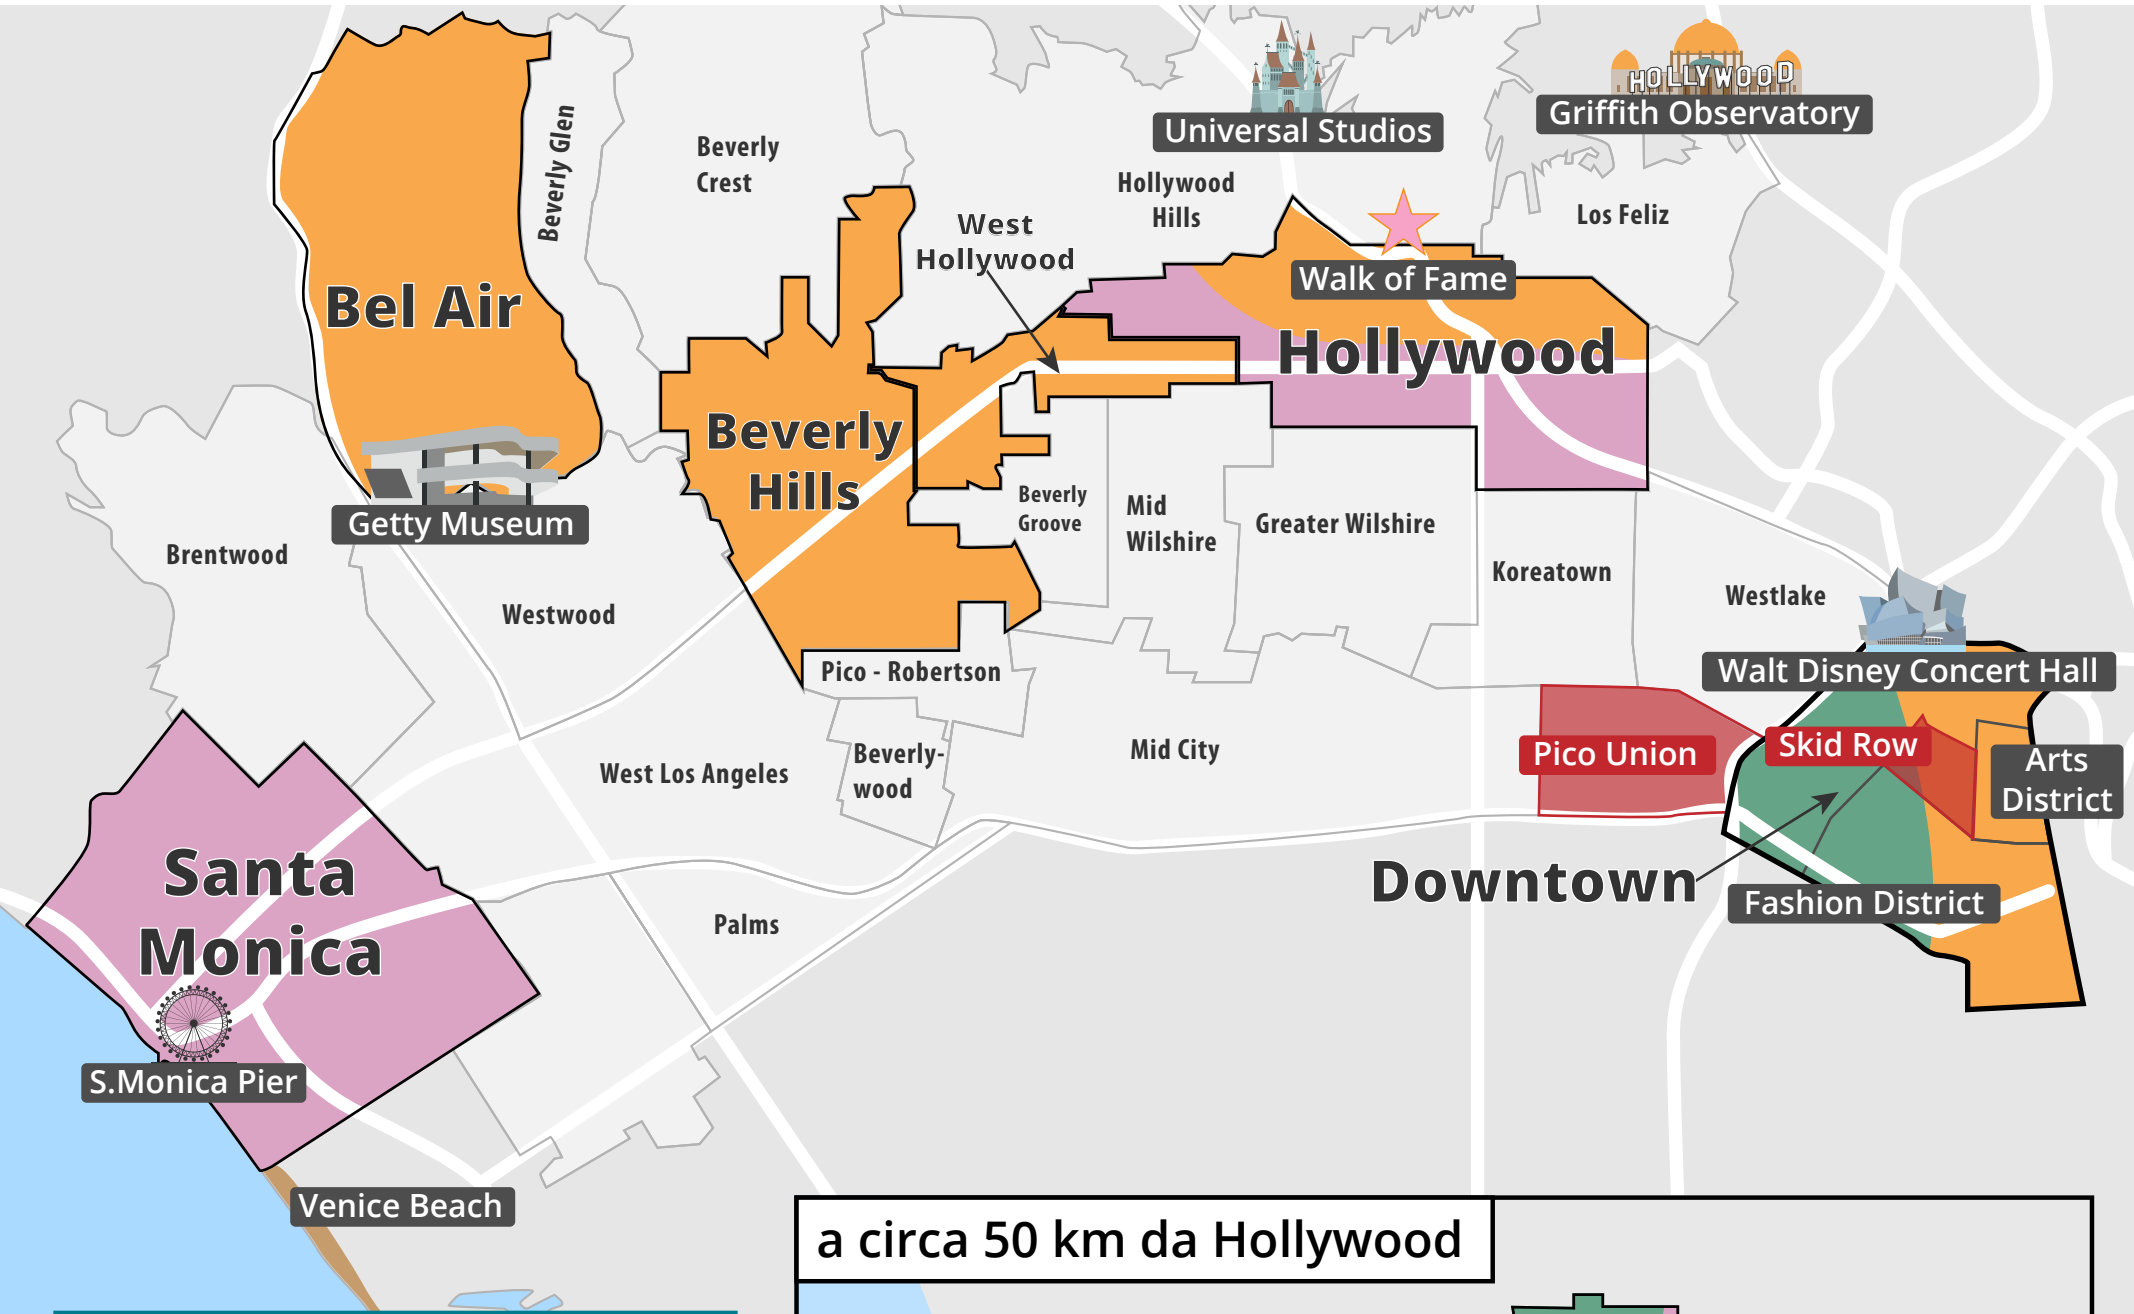 HOLLYWOOD
Griffith Observatory
Universal Studios
Beverly Glen
Beverly
Crest
Hollywood
Hills
Los Feliz
West
Hollywood
Walk of Fame
Bel Air
Hollywood
Beverly
Hills
Getty Museum
Beverly
Groove
Mid
Wilshire
Greater Wilshire
Brentwood
Koreatown
Westlake
Westwood
Pico - Robertson
Walt Disney Concert Hall
Pico Union
Skid Row
Arts
District
Mid City
Beverly-
wood
West Los Angeles
Santa
Monica
Downtown
Fashion District
Palms
S.Monica Pier
Venice Beach
a circa 50 km da Hollywood